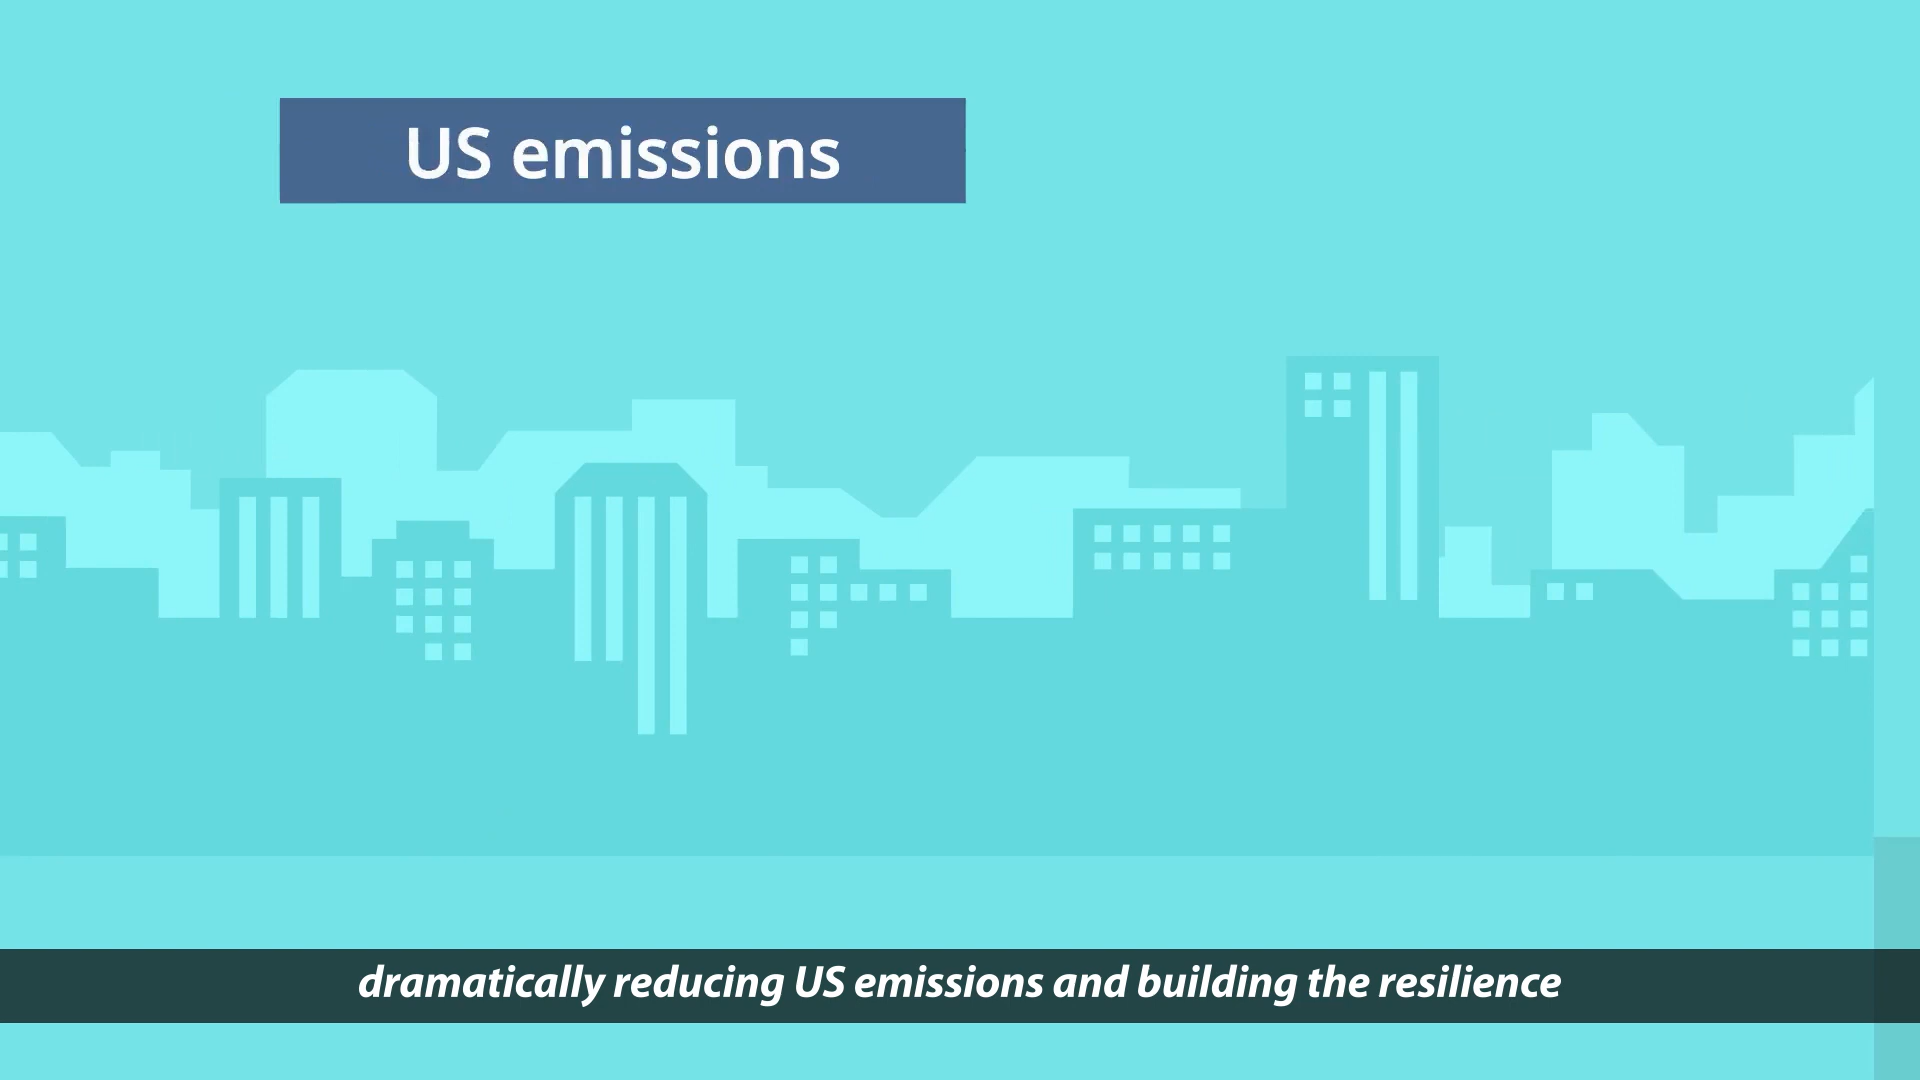 US emissions
dramatically reducing US emissions and building the resilience